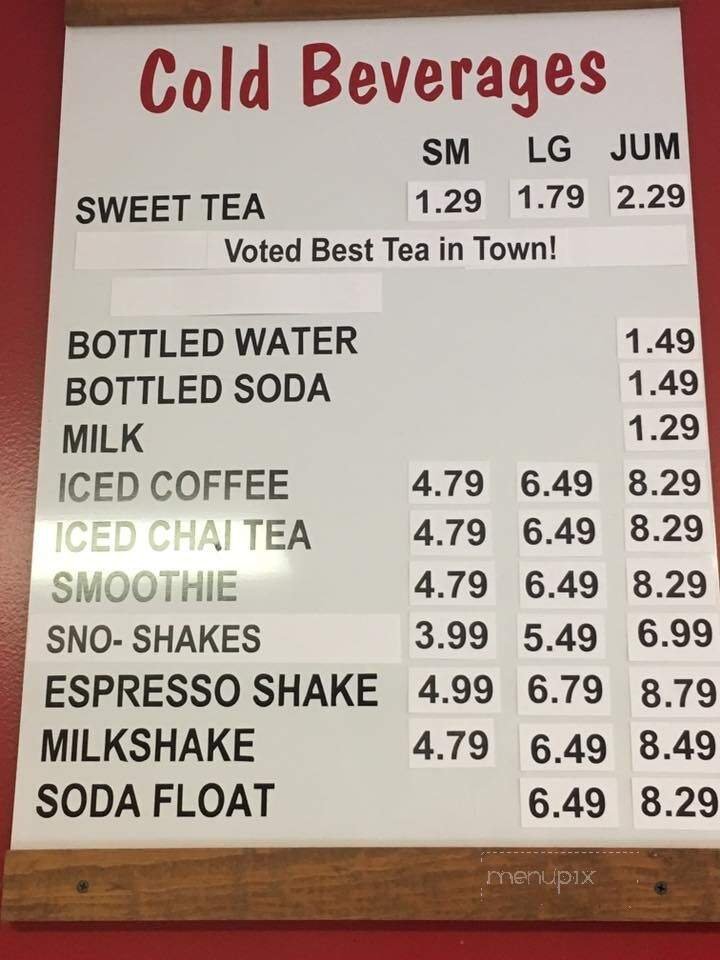 Cold Beverages
SM LG JUM
SWEET TEA 1.29 1.79 2.29
Voted Best Tea in Town!
BOTTLED WATER 1.49
BOTTLED SODA 1.49
MILK 1.29
ICED COFFEE 4.79 6.49 8.29
ICED CHAI TEA 4.79 6.49 8.29
SMOOTHIE 4.79 6.49 8.29
SNO- SHAKES 3.99 5.49 6.99
ESPRESSO SHAKE 4.99 6.79 8.79
MILKSHAKE 4.79 6.49 8.49
SODA FLOAT 6.49 8.29
menupix